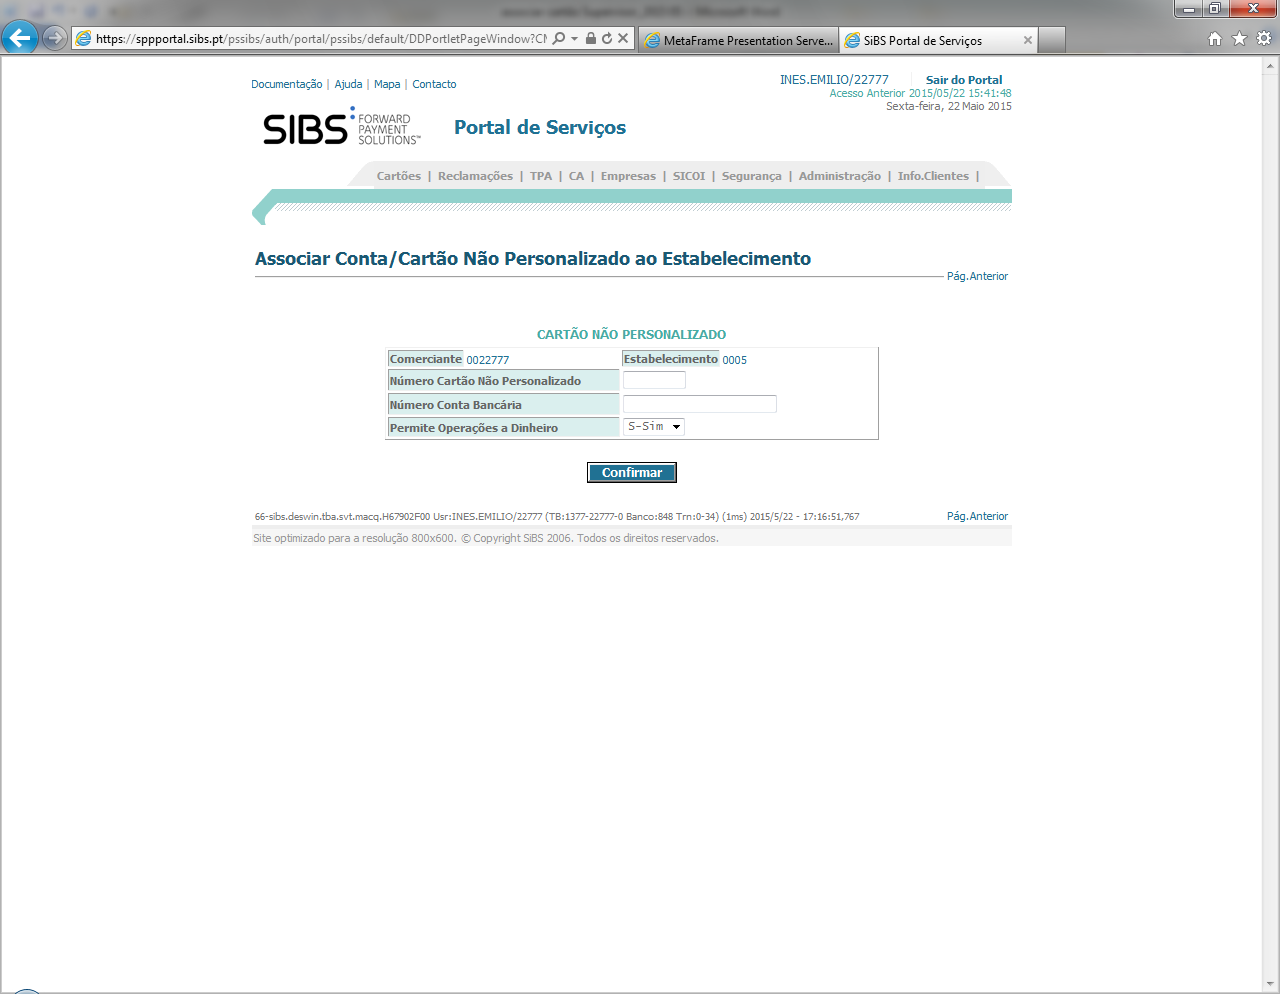 https://sppportal.sibs.pt/pssibs/auth/portal/pssibs/default/DDPortletPageWindow?CM
MetaFrame Presentation Serve...
SiBS Portal de Serviços
Documentação | Ajuda | Mapa | Contacto
INES.EMILIO/22777
Sair do Portal
Acesso Anterior 2015/05/22 15:41:48
Sexta-feira, 22 Maio 2015
SIBS FORWARD PAYMENT SOLUTIONS™
Portal de Serviços
Cartões | Reclamações | TPA | CA | Empresas | SICOI | Segurança | Administração | Info.Clientes |
Associar Conta/Cartão Não Personalizado ao Estabelecimento
Pág.Anterior
CARTÃO NÃO PERSONALIZADO
Comerciante 0022777 Estabelecimento 0005
Número Cartão Não Personalizado
Número Conta Bancária
Permite Operações a Dinheiro S-Sim
Confirmar
66-sibs.deswin.tba.svt.macq.H67902F00 Usr:INES.EMILIO/22777 (TB:1377-22777-0 Banco:848 Trn:0-34) (1ms) 2015/5/22 - 17:16:51,767
Pág.Anterior
Site optimizado para a resolução 800x600. © Copyright SiBS 2006. Todos os direitos reservados.